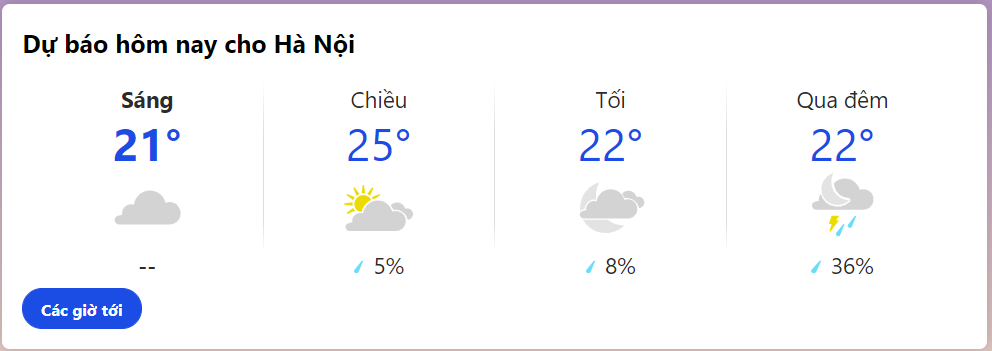 Dự báo hôm nay cho Hà Nội
Sáng Chiều Tối Qua đêm
21° 25° 22° 22°
-- 5% 8% 36%
Các giờ tới